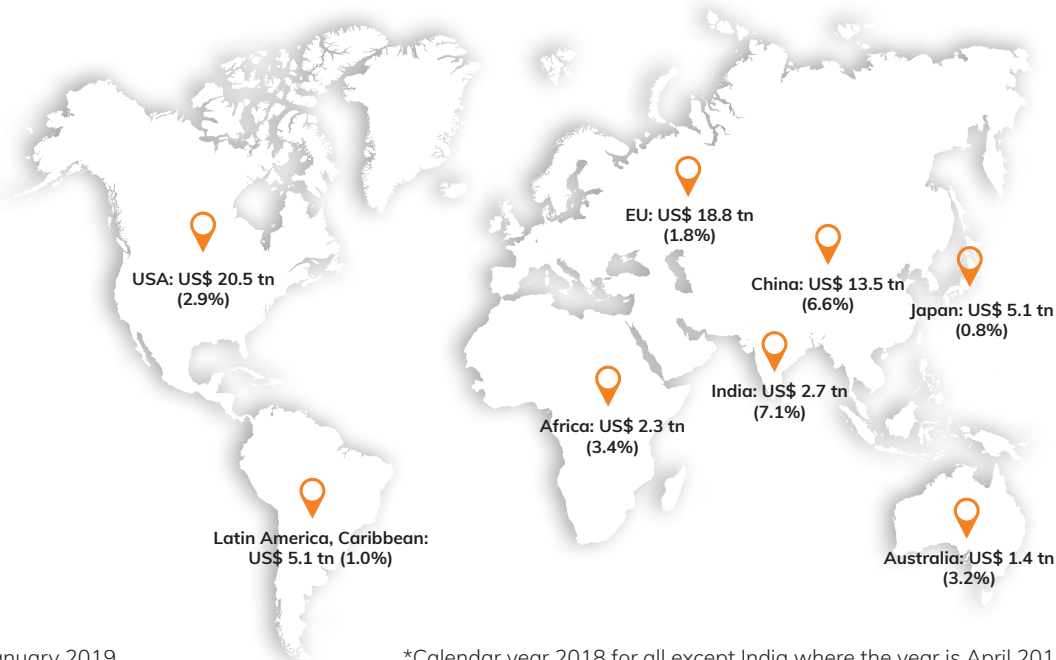 EU: US$ 18.8 tn
(1.8%)
USA: US$ 20.5 tn
(2.9%)
China: US$ 13.5 tn
(6.6%)
Japan: US$ 5.1 tn
(0.8%)
India: US$ 2.7 tn
(7.1%)
Africa: US$ 2.3 tn
(3.4%)
Latin America, Caribbean:
US$ 5.1 tn (1.0%)
Australia: US$ 1.4 tn
(3.2%)
2019
*Calendar year 2018 for all except India where the year is April